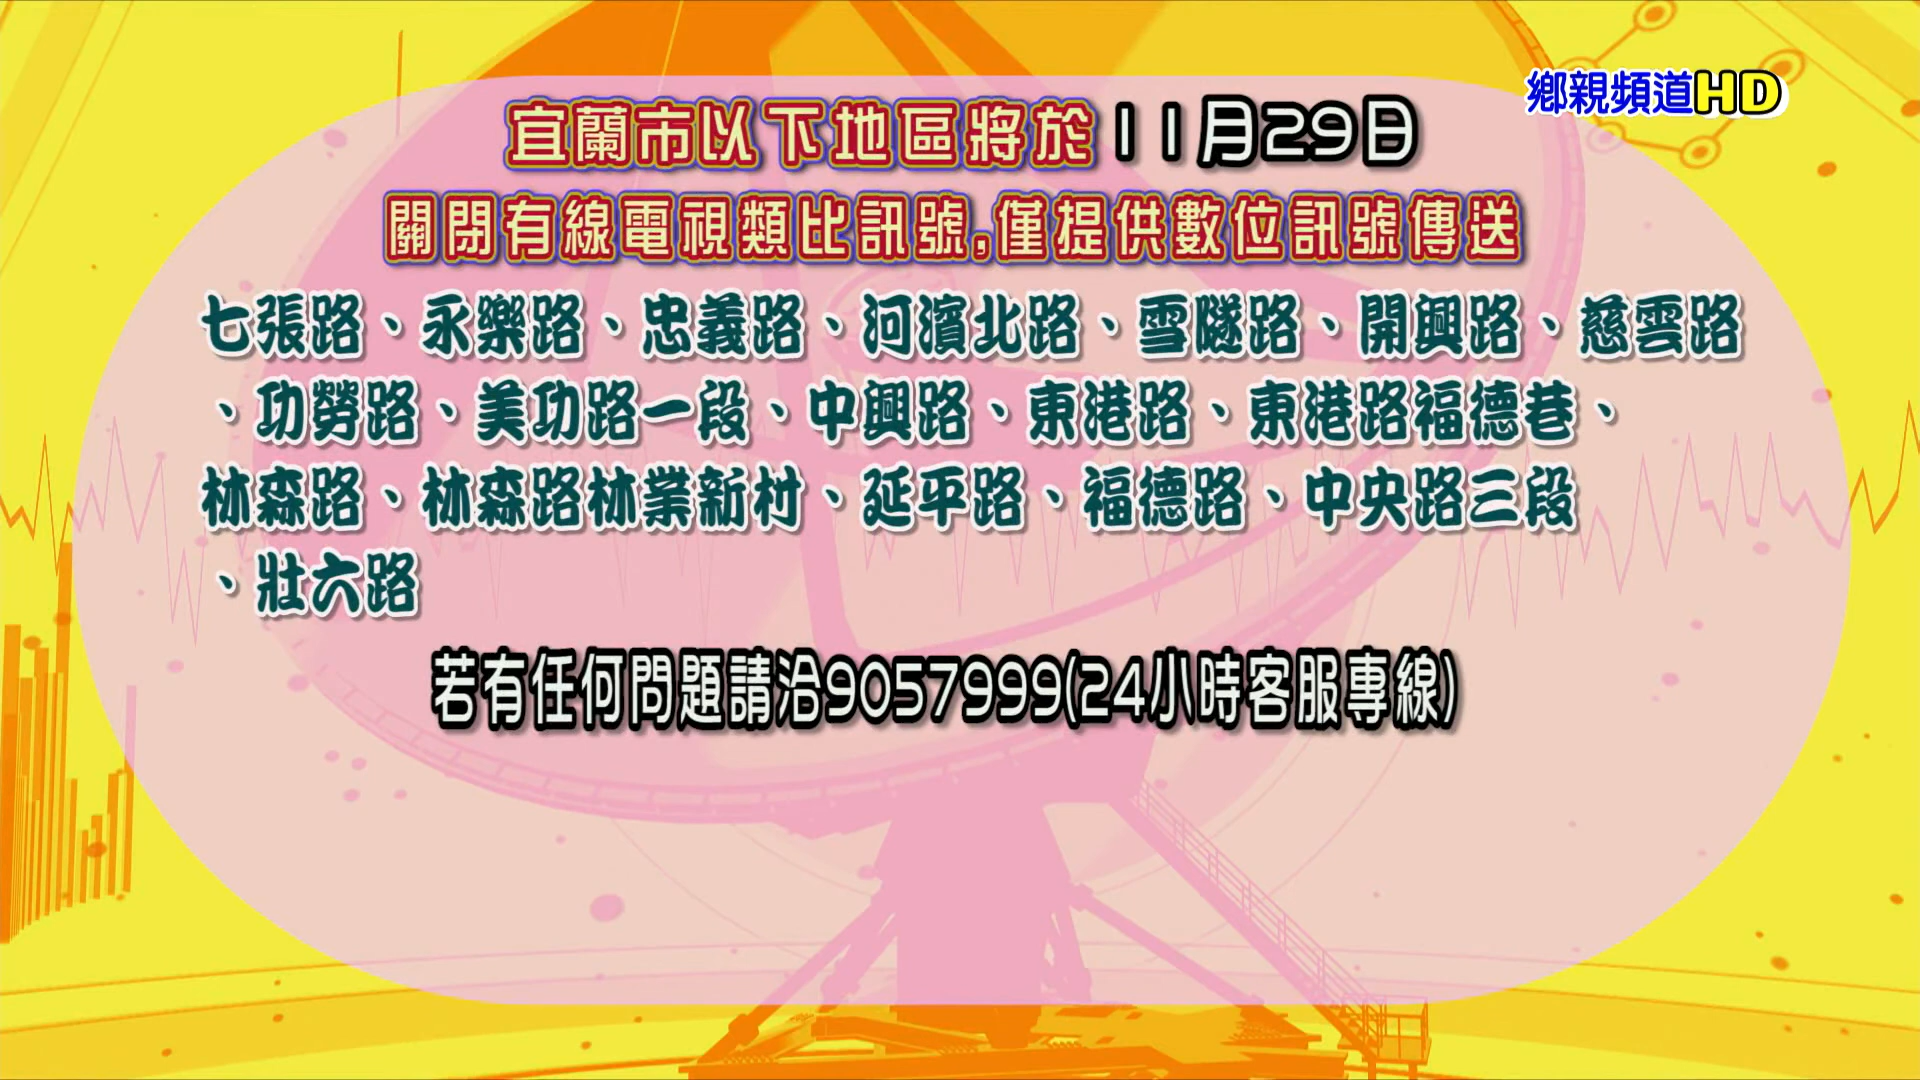 鄉親頻道HD
宜蘭市以下地區將於11月29日
關閉有線電視類比訊號,僅提供數位訊號傳送
七張路、永樂路、忠義路、河濱北路、雪隧路、開興路、慈雲路
、功勞路、美功路一段、中興路、東港路、東港路福德巷、
林森路、林森路林業新村、延平路、福德路、中央路三段
、壯六路
若有任何問題請洽9057999(24小時客服專線)